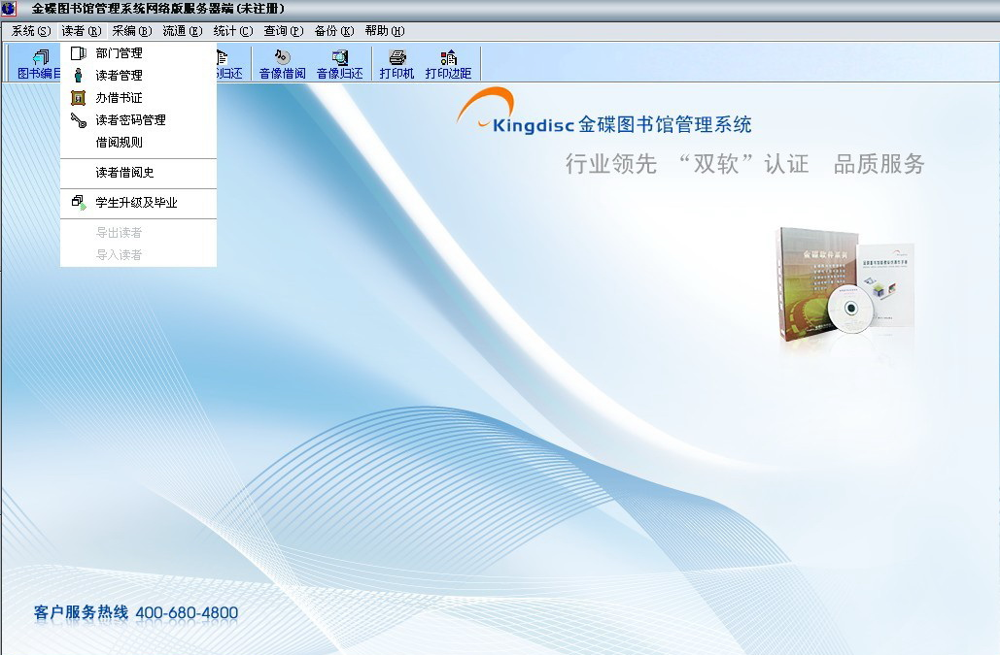 金碟图书馆管理系统网络版服务器端(未注册)
系统(S) 读者(R) 采编(B) 流通(E) 统计(C) 查询(P) 备份(K) 帮助(H)
图书编目 归还 音像借阅 音像归还 打印机 打印边距
部门管理
读者管理
办借书证
读者密码管理
借阅规则
读者借阅史
学生升级及毕业
导出读者
导入读者
Kingdisc 金碟图书馆管理系统
行业领先 “双软”认证 品质服务
金碟软件系列
客户服务热线 400-680-4800